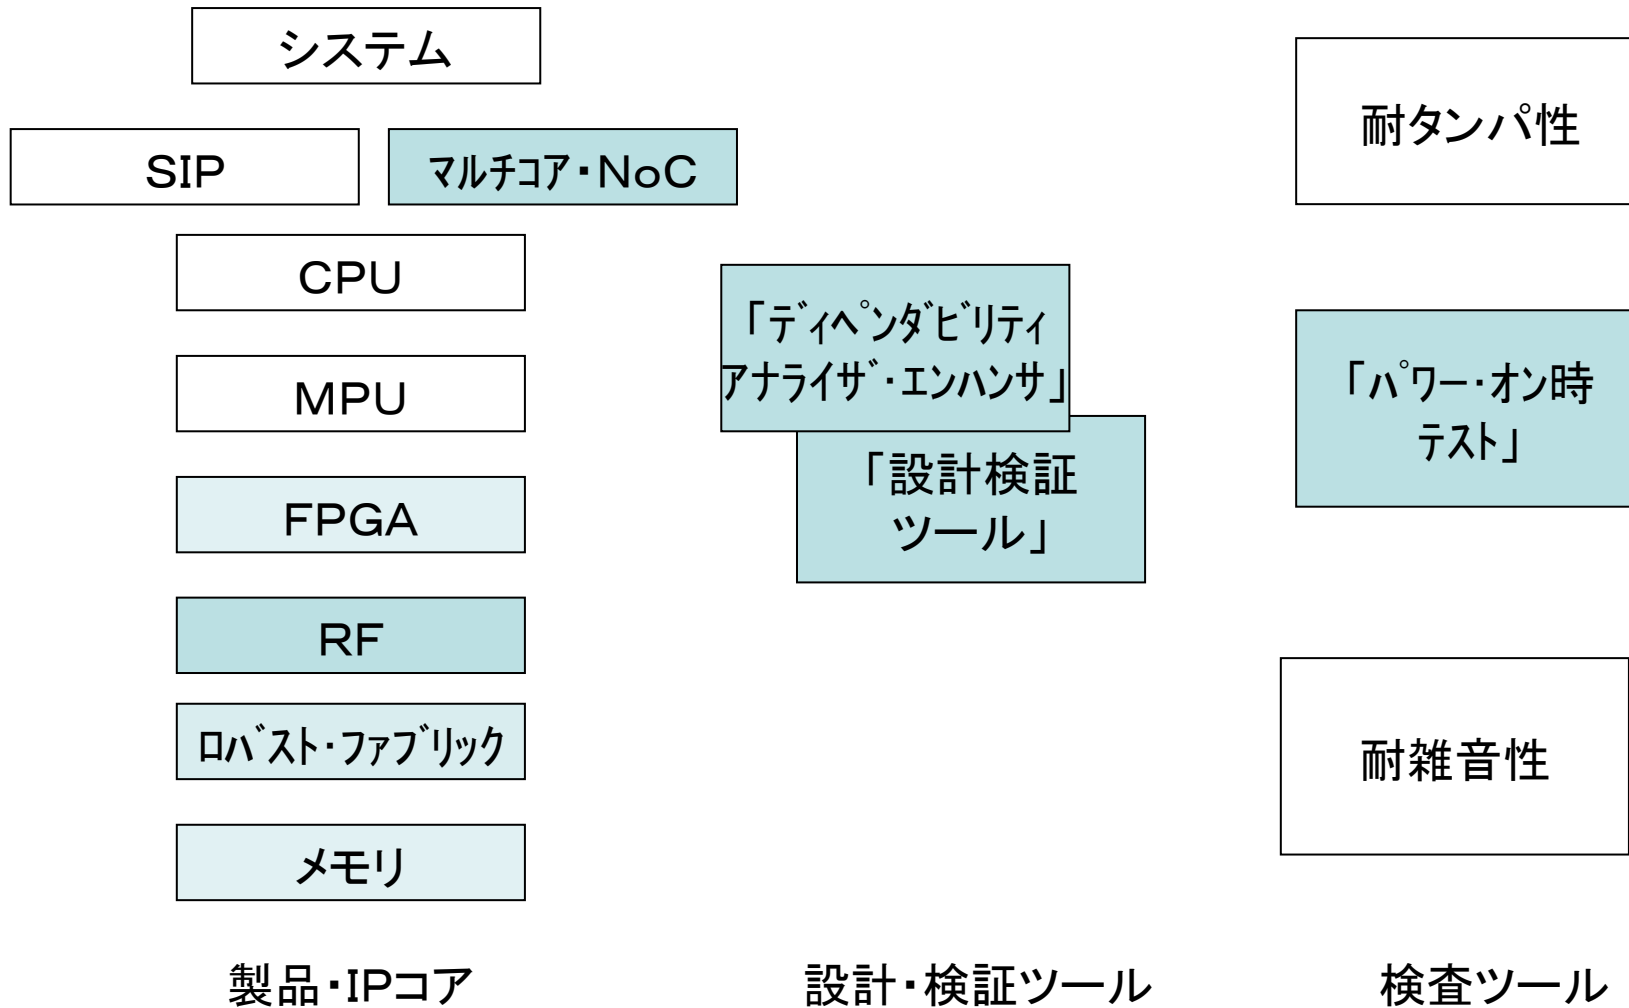 システム
SIP
マルチコア・NoC
CPU
MPU
FPGA
RF
ロバスト・ファブリック
メモリ
製品・IPコア
「ディペンダビリティ
アナライザ・エンハンサ」
「設計検証
ツール」
設計・検証ツール
耐タンパ性
「パワー・オン時
テスト」
耐雑音性
検査ツール